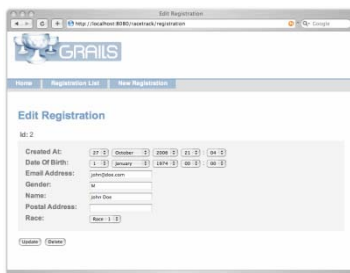 Edit Registration
http://localhost:8080/racetrack/registration
Google
GRAILS
Home Registration List New Registration
Edit Registration
Id: 2
Created At: 27 October 2006 21 : 04
Date Of Birth: 1 January 1974 00 : 00
Email Address: john@doe.com
Gender: M
Name: John Doe
Postal Address:
Race: Race - 1
Update Delete